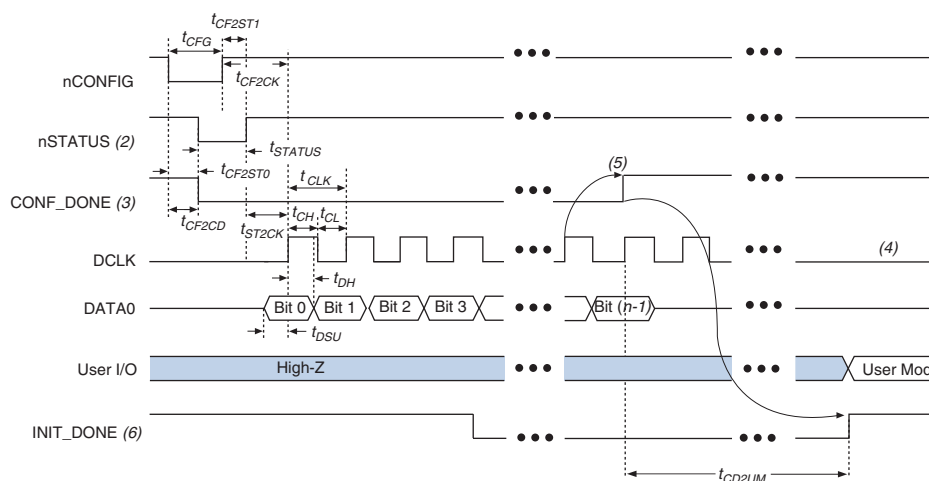 tCF2ST1
tCFG
nCONFIG
tCF2CK
nSTATUS (2)
tSTATUS
tCF2ST0
tCLK
(5)
CONF_DONE (3)
tCF2CD
tST2CK
tCH
tCL
DCLK
(4)
tDH
DATA0
Bit 0
Bit 1
Bit 2
Bit 3
Bit (n-1)
tDSU
User I/O
High-Z
User Mod
INIT_DONE (6)
tCD2UM